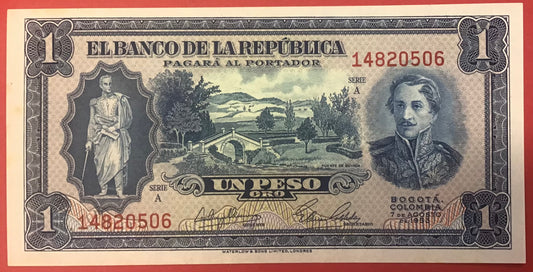 1 EL BANCO DE LA REPÚBLICA 1
PAGARÁ AL PORTADOR
14820506
SERIE
A
PUENTE DE BOYACÁ
SERIE
A
UN PESO
ORO
14820506
BOGOTÁ,
COLOMBIA
7 DE AGOSTO
1 1
WATERLOW & SONS LIMITED, LONDRES